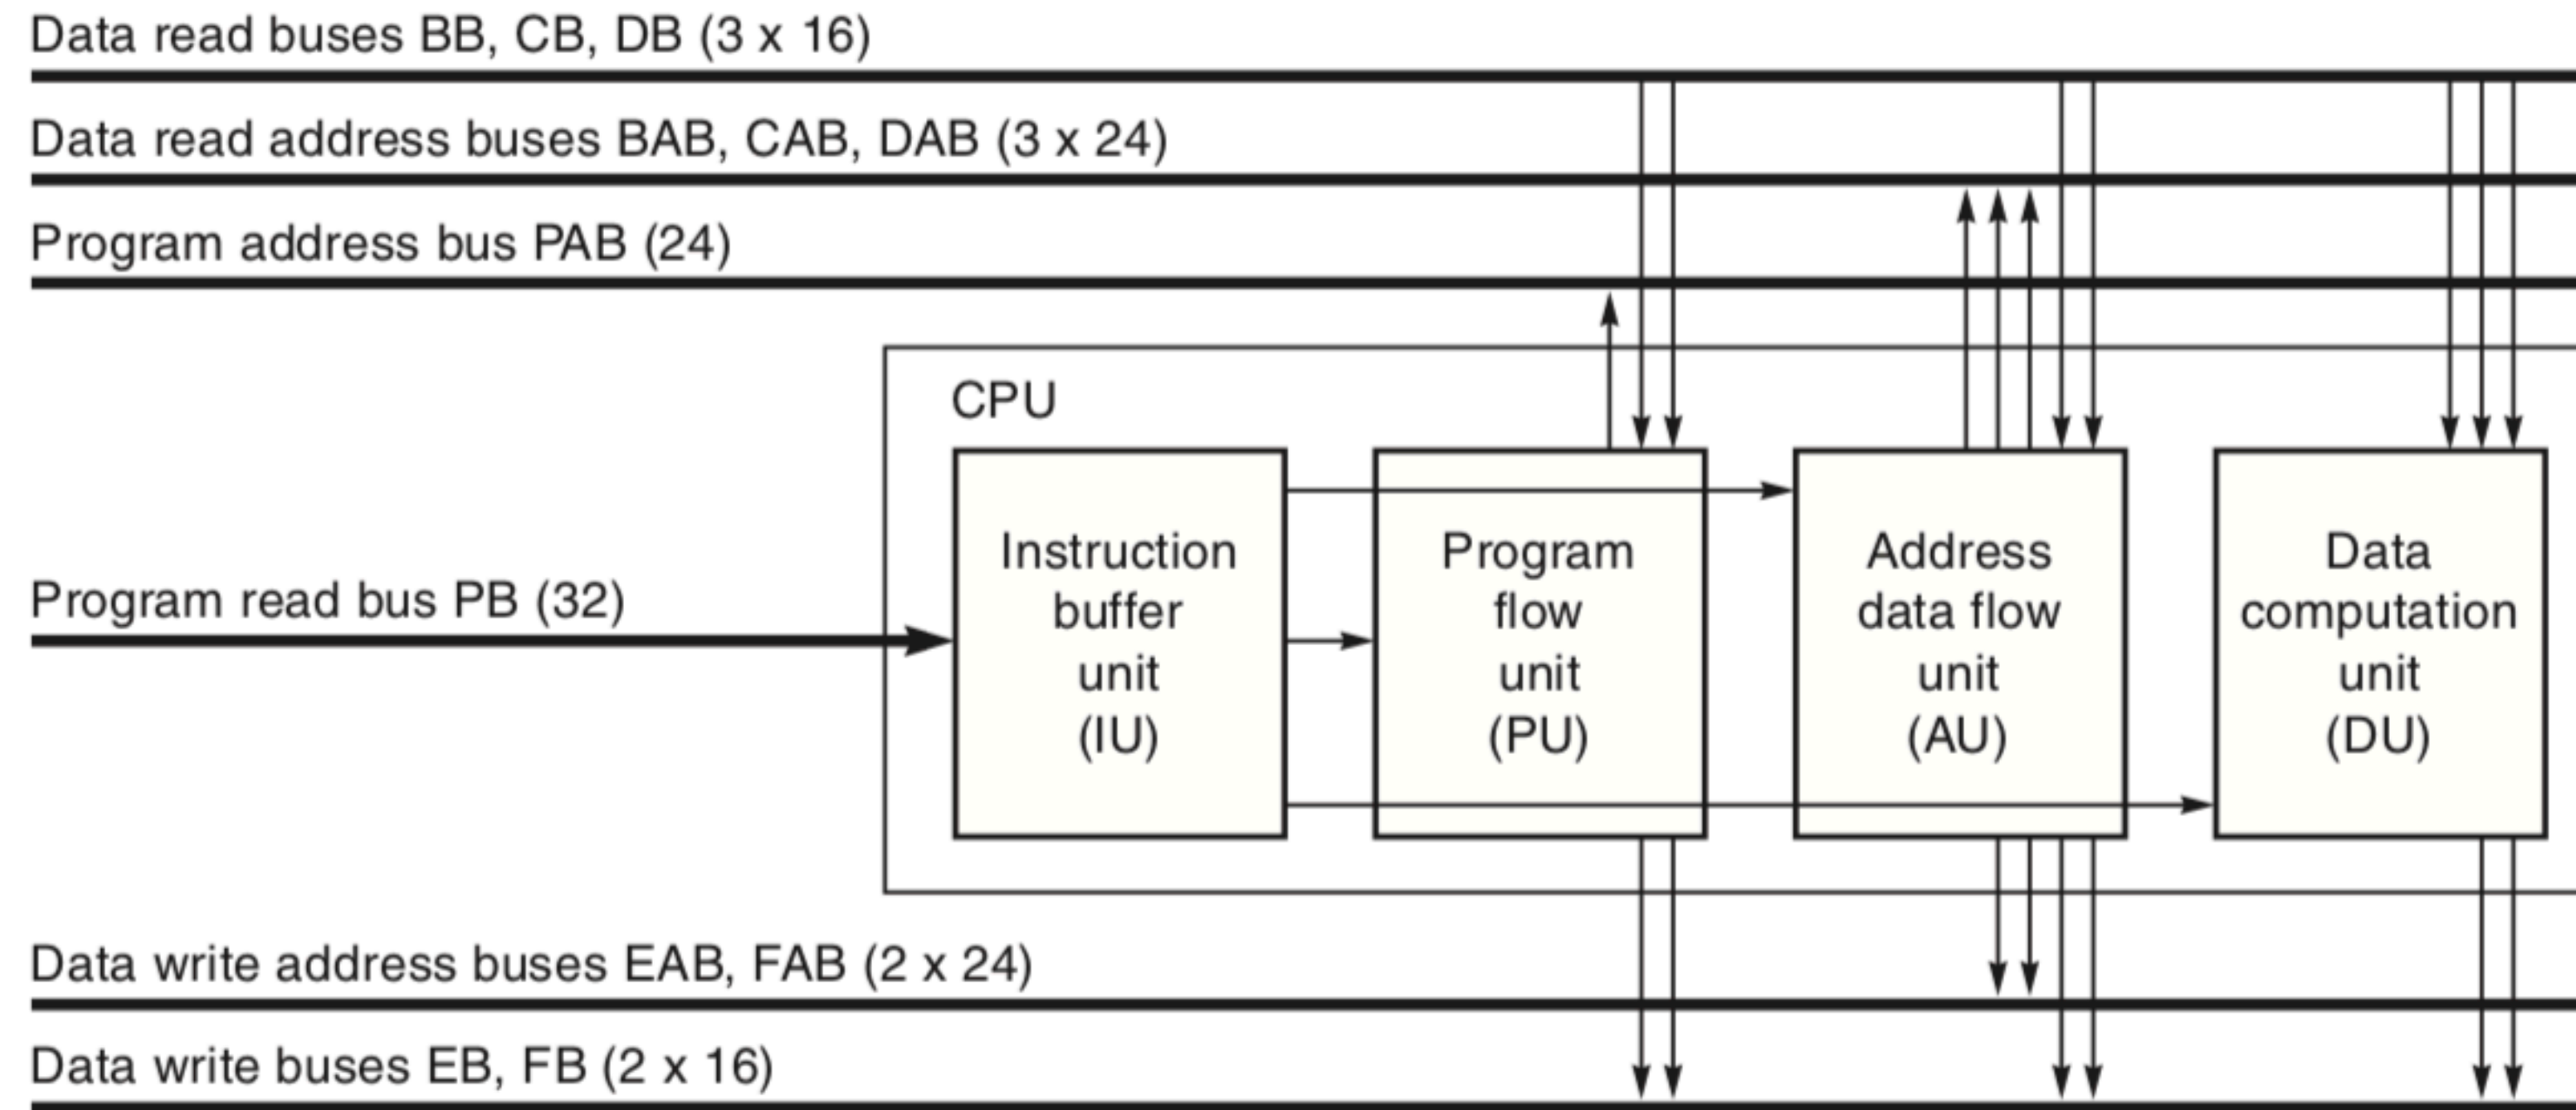 Data read buses BB, CB, DB (3 x 16)
Data read address buses BAB, CAB, DAB (3 x 24)
Program address bus PAB (24)
CPU
Instruction
buffer
unit
(IU)
Program
flow
unit
(PU)
Address
data flow
unit
(AU)
Data
computation
unit
(DU)
Program read bus PB (32)
Data write address buses EAB, FAB (2 x 24)
Data write buses EB, FB (2 x 16)